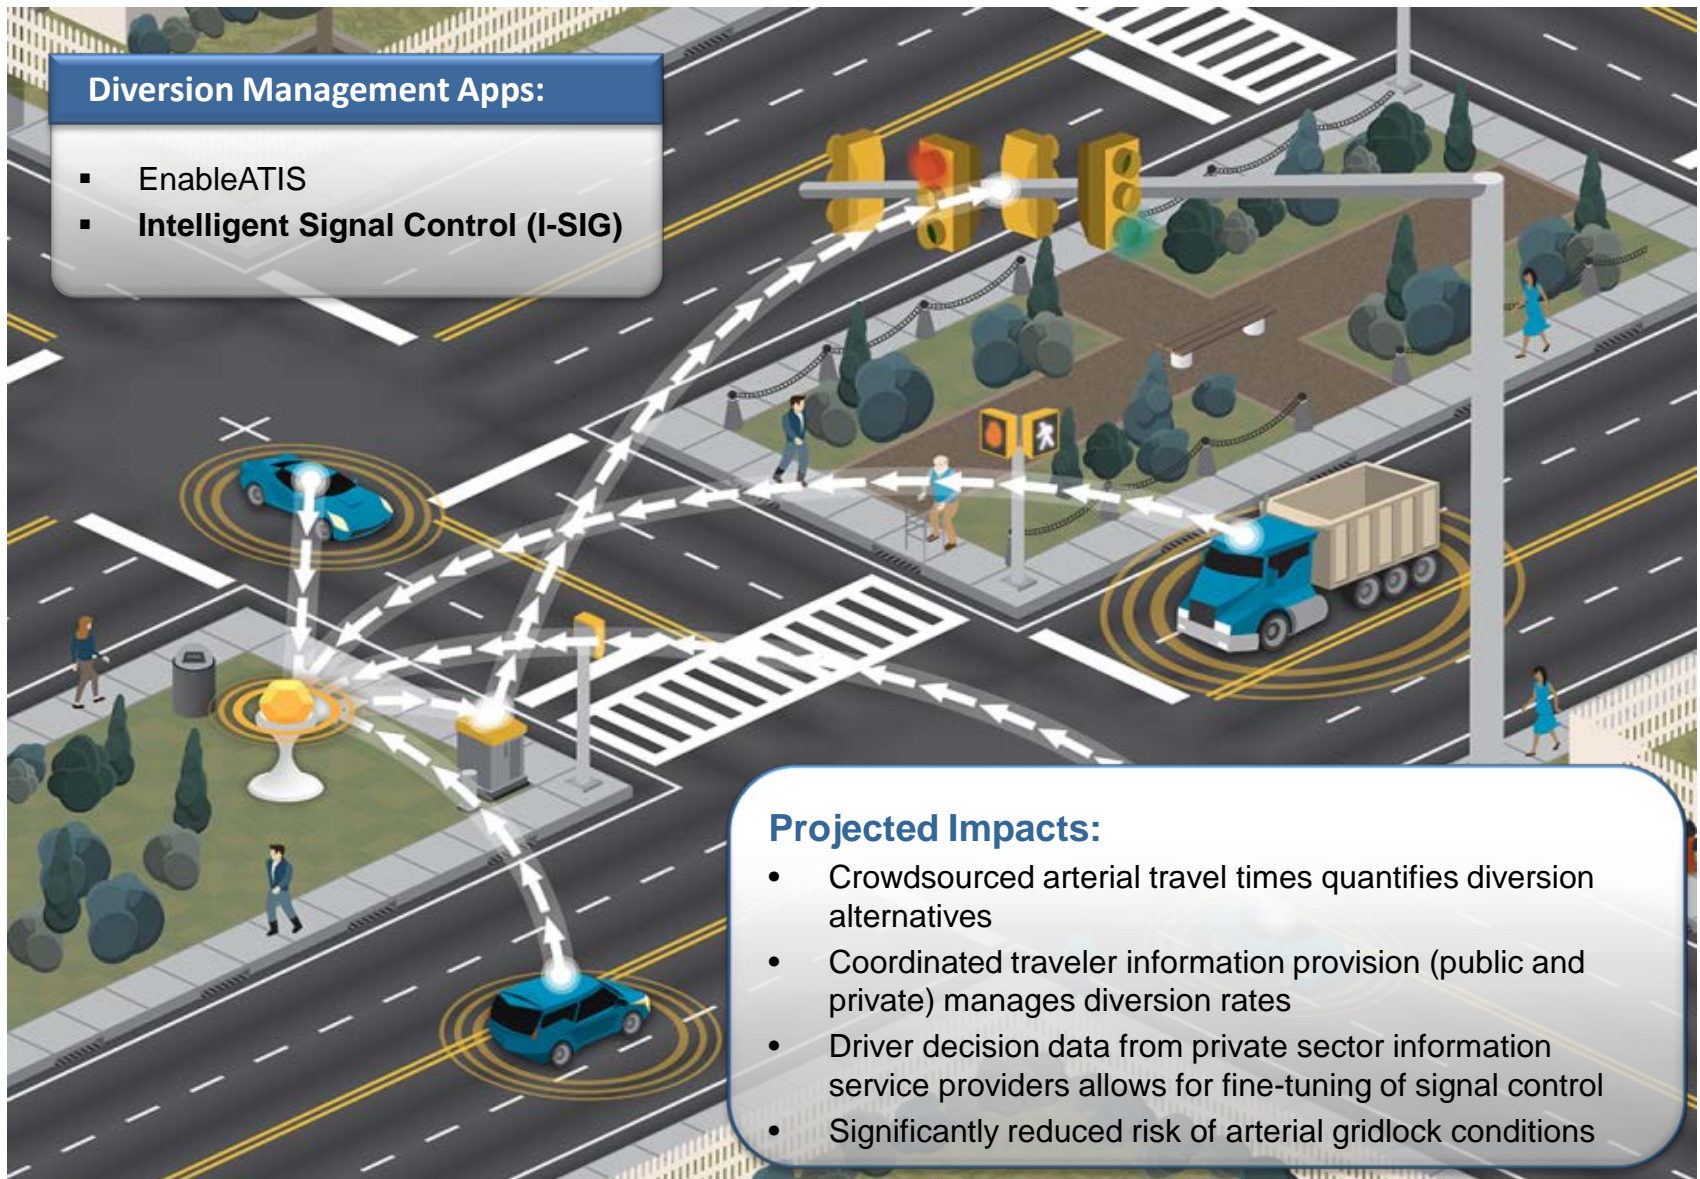 Diversion Management Apps:
▪ EnableATIS
▪ Intelligent Signal Control (I-SIG)
Projected Impacts:
• Crowdsourced arterial travel times quantifies diversion
alternatives
• Coordinated traveler information provision (public and
private) manages diversion rates
• Driver decision data from private sector information
service providers allows for fine-tuning of signal control
• Significantly reduced risk of arterial gridlock conditions